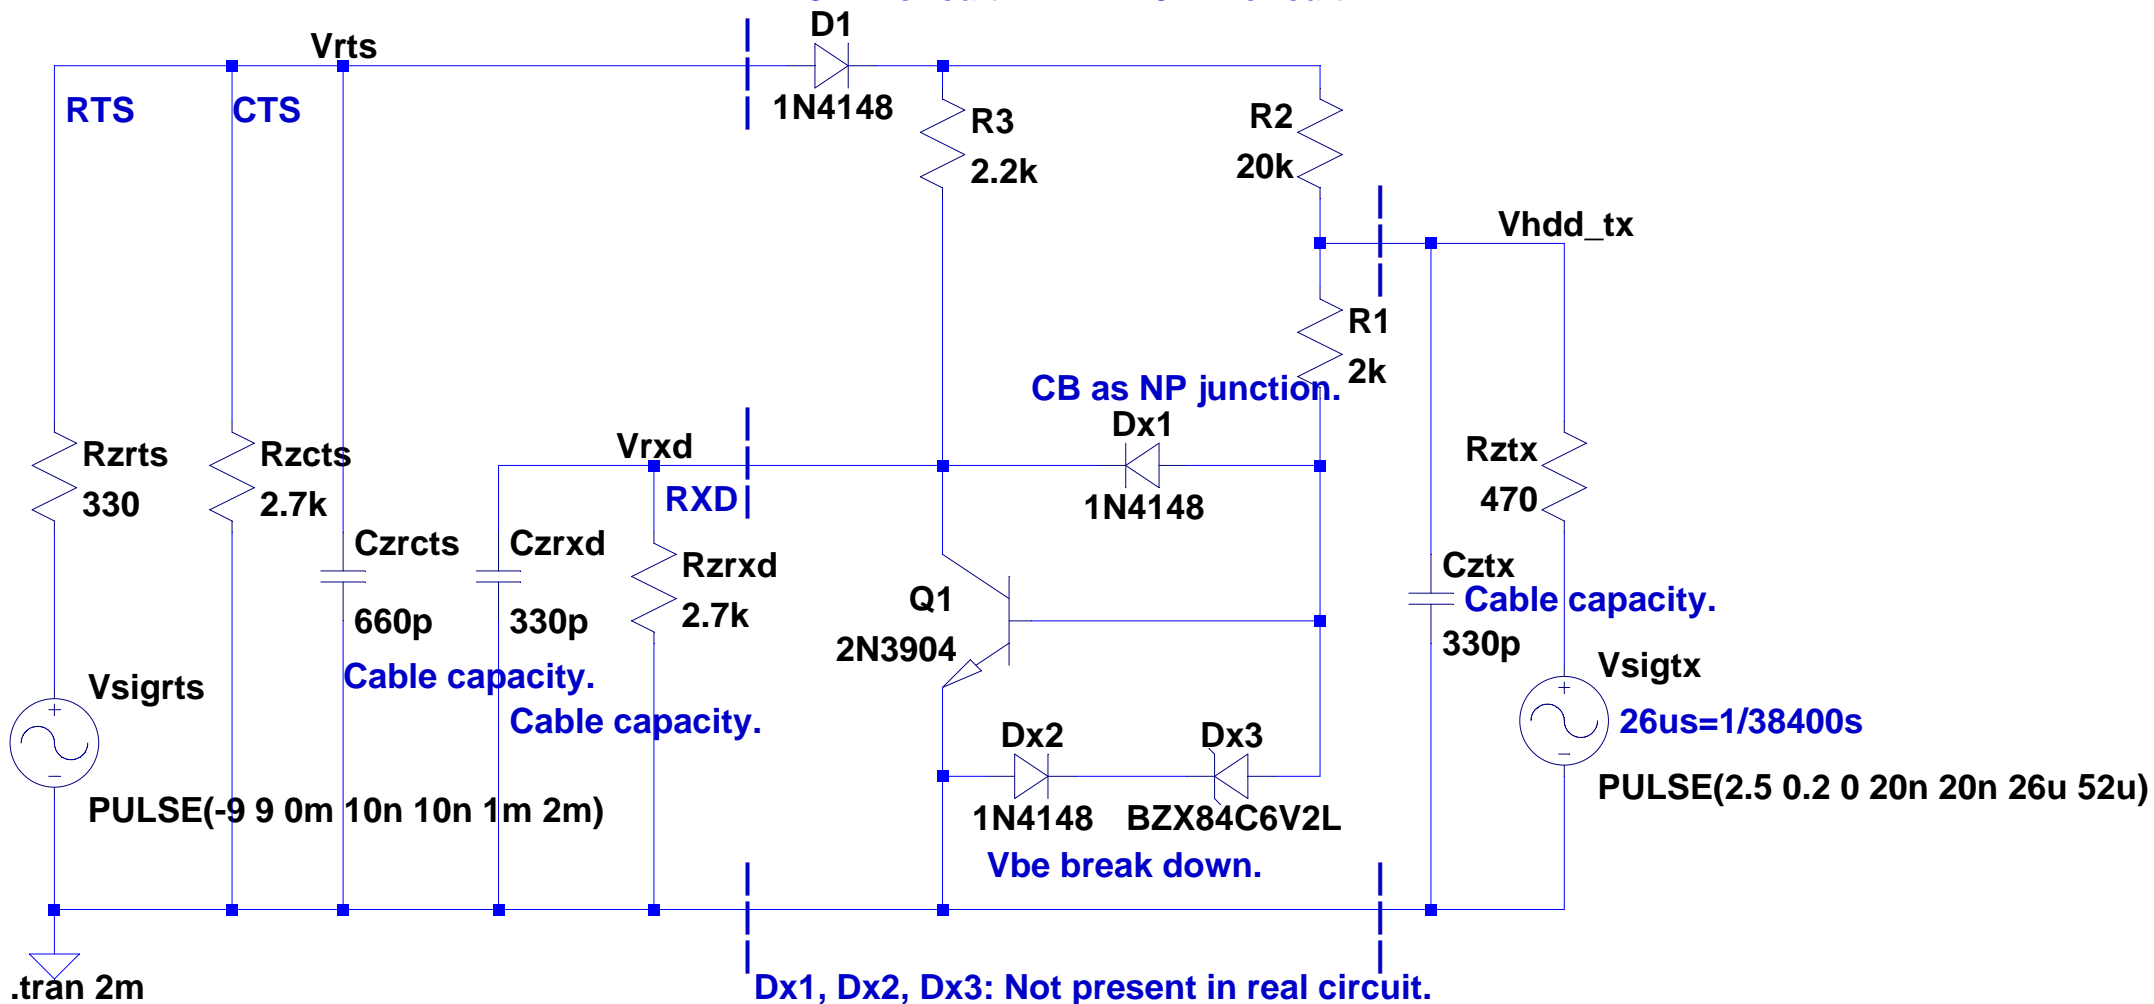 D1
Vrts
RTS
CTS
1N4148
R3
2.2k
R2
20k
Vhdd_tx
R1
2k
CB as NP junction.
Dx1
1N4148
Vrxd
RXD
Rzrts
330
Rzcts
2.7k
Rztx
470
Czrcts
660p
Czrxd
330p
Rzrxd
2.7k
Q1
2N3904
Cztx
Cable capacity.
330p
Cable capacity.
Cable capacity.
Vsigrts
Vsigtx
26us=1/38400s
Dx2
1N4148
Dx3
BZX84C6V2L
PULSE(-9 9 0m 10n 10n 1m 2m)
PULSE(2.5 0.2 0 20n 20n 26u 52u)
Vbe break down.
.tran 2m
Dx1, Dx2, Dx3: Not present in real circuit.